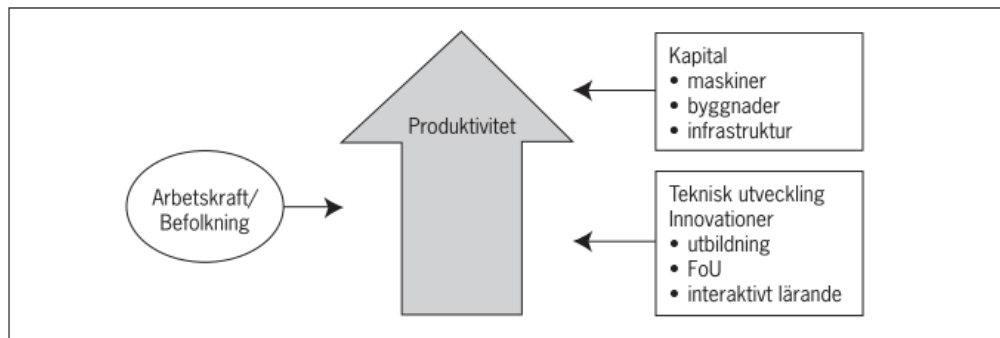 Produktivitet
Arbetskraft/
Befolkning
Kapital
• maskiner
• byggnader
• infrastruktur
Teknisk utveckling
Innovationer
• utbildning
• FoU
• interaktivt lärande